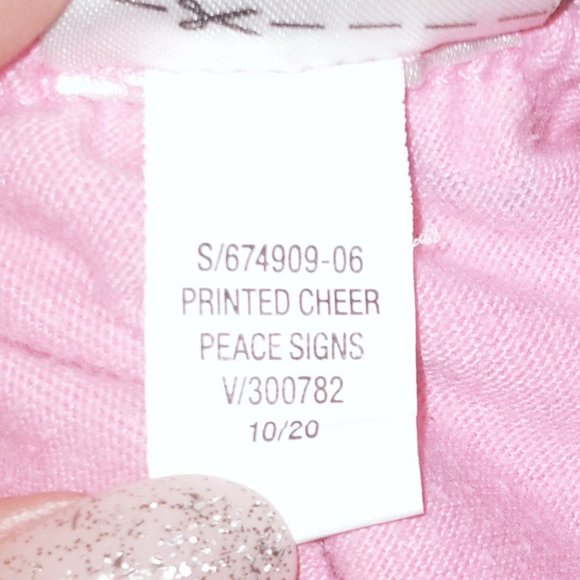 S/674909-06
PRINTED CHEER
PEACE SIGNS
V/300782
10/20